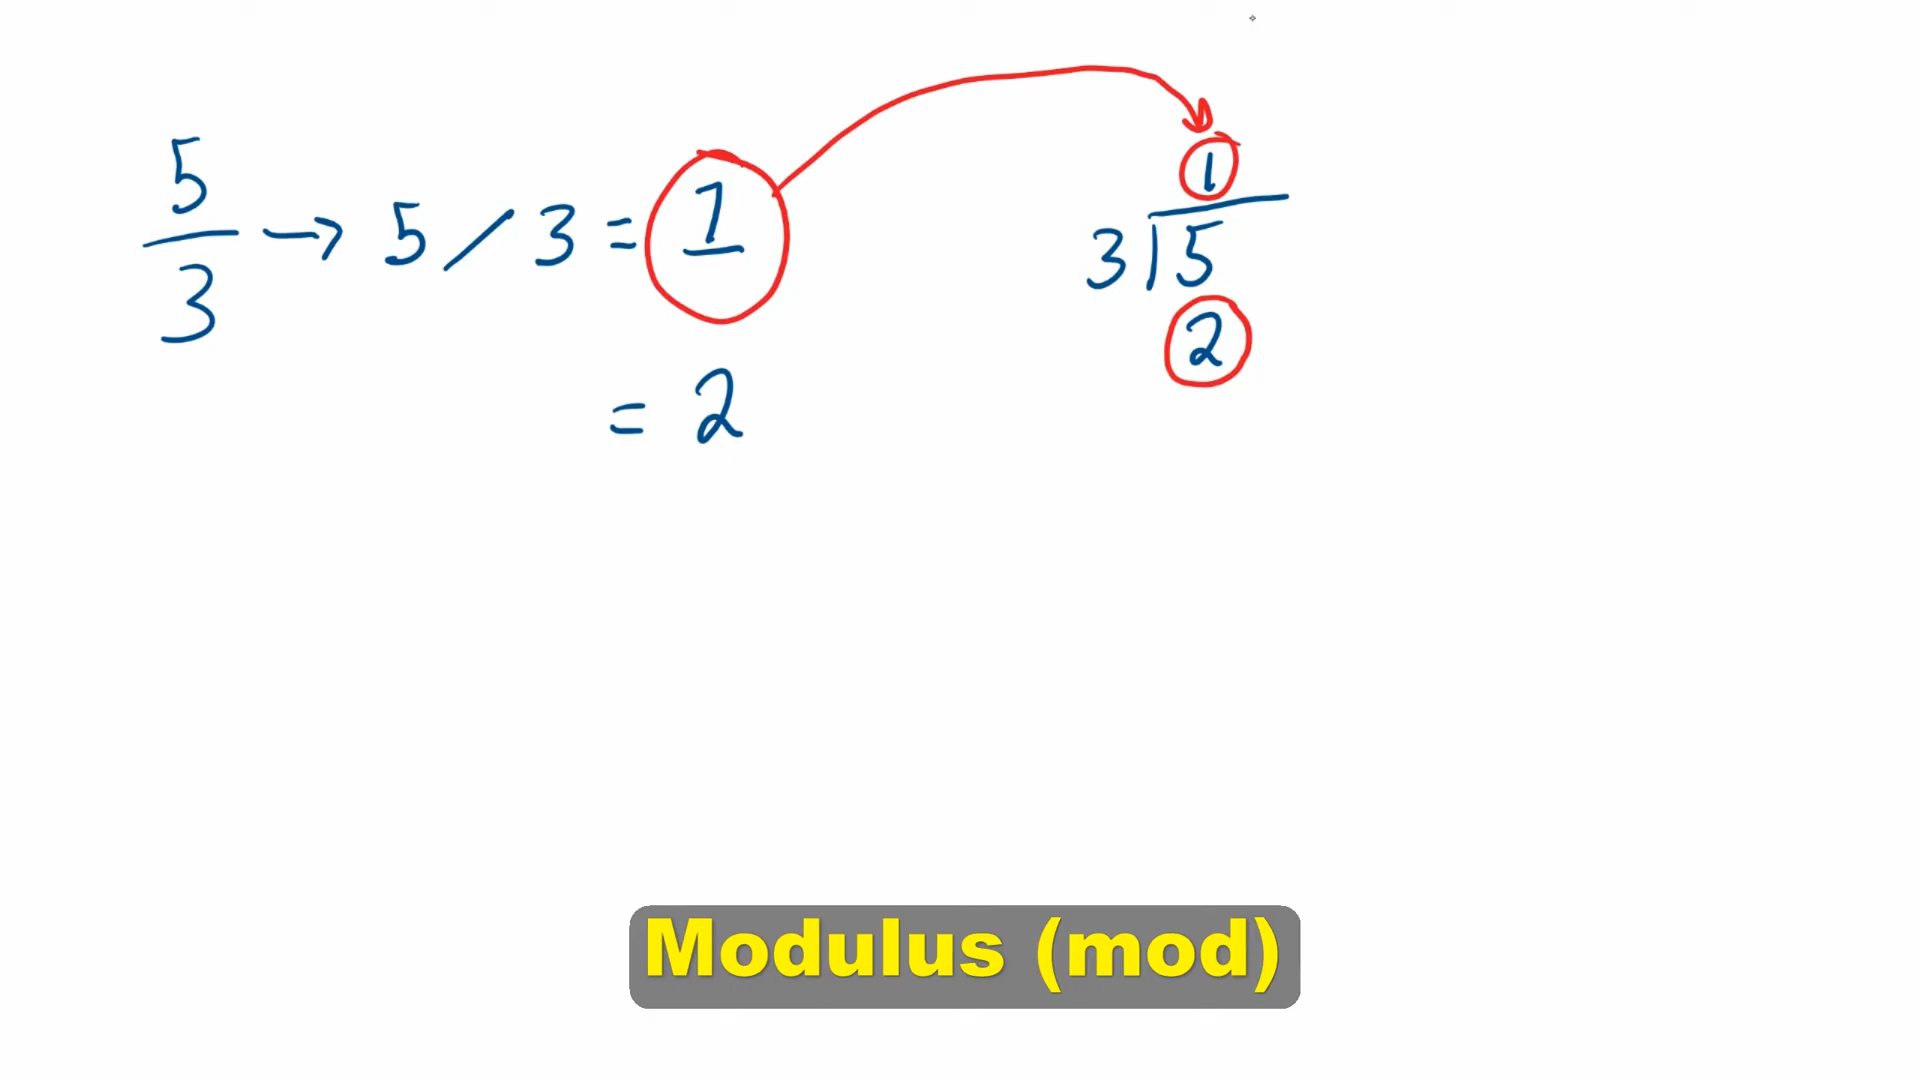 5/3 → 5 / 3 = 1
= 2
1
3 | 5
2
Modulus (mod)